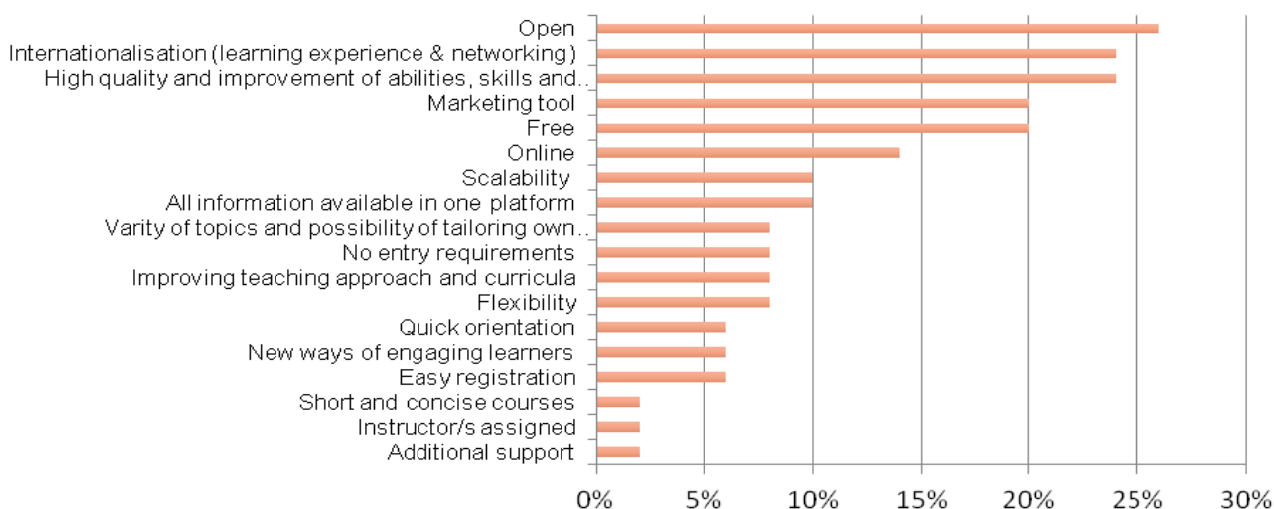 Open
Internationalisation (learning experience & networking)
High quality and improvement of abilities, skills and..
Marketing tool
Free
Online
Scalability
All information available in one platform
Varity of topics and possibility of tailoring own..
No entry requirements
Improving teaching approach and curricula
Flexibility
Quick orientation
New ways of engaging learners
Easy registration
Short and concise courses
Instructor/s assigned
Additional support
0% 5% 10% 15% 20% 25% 30%